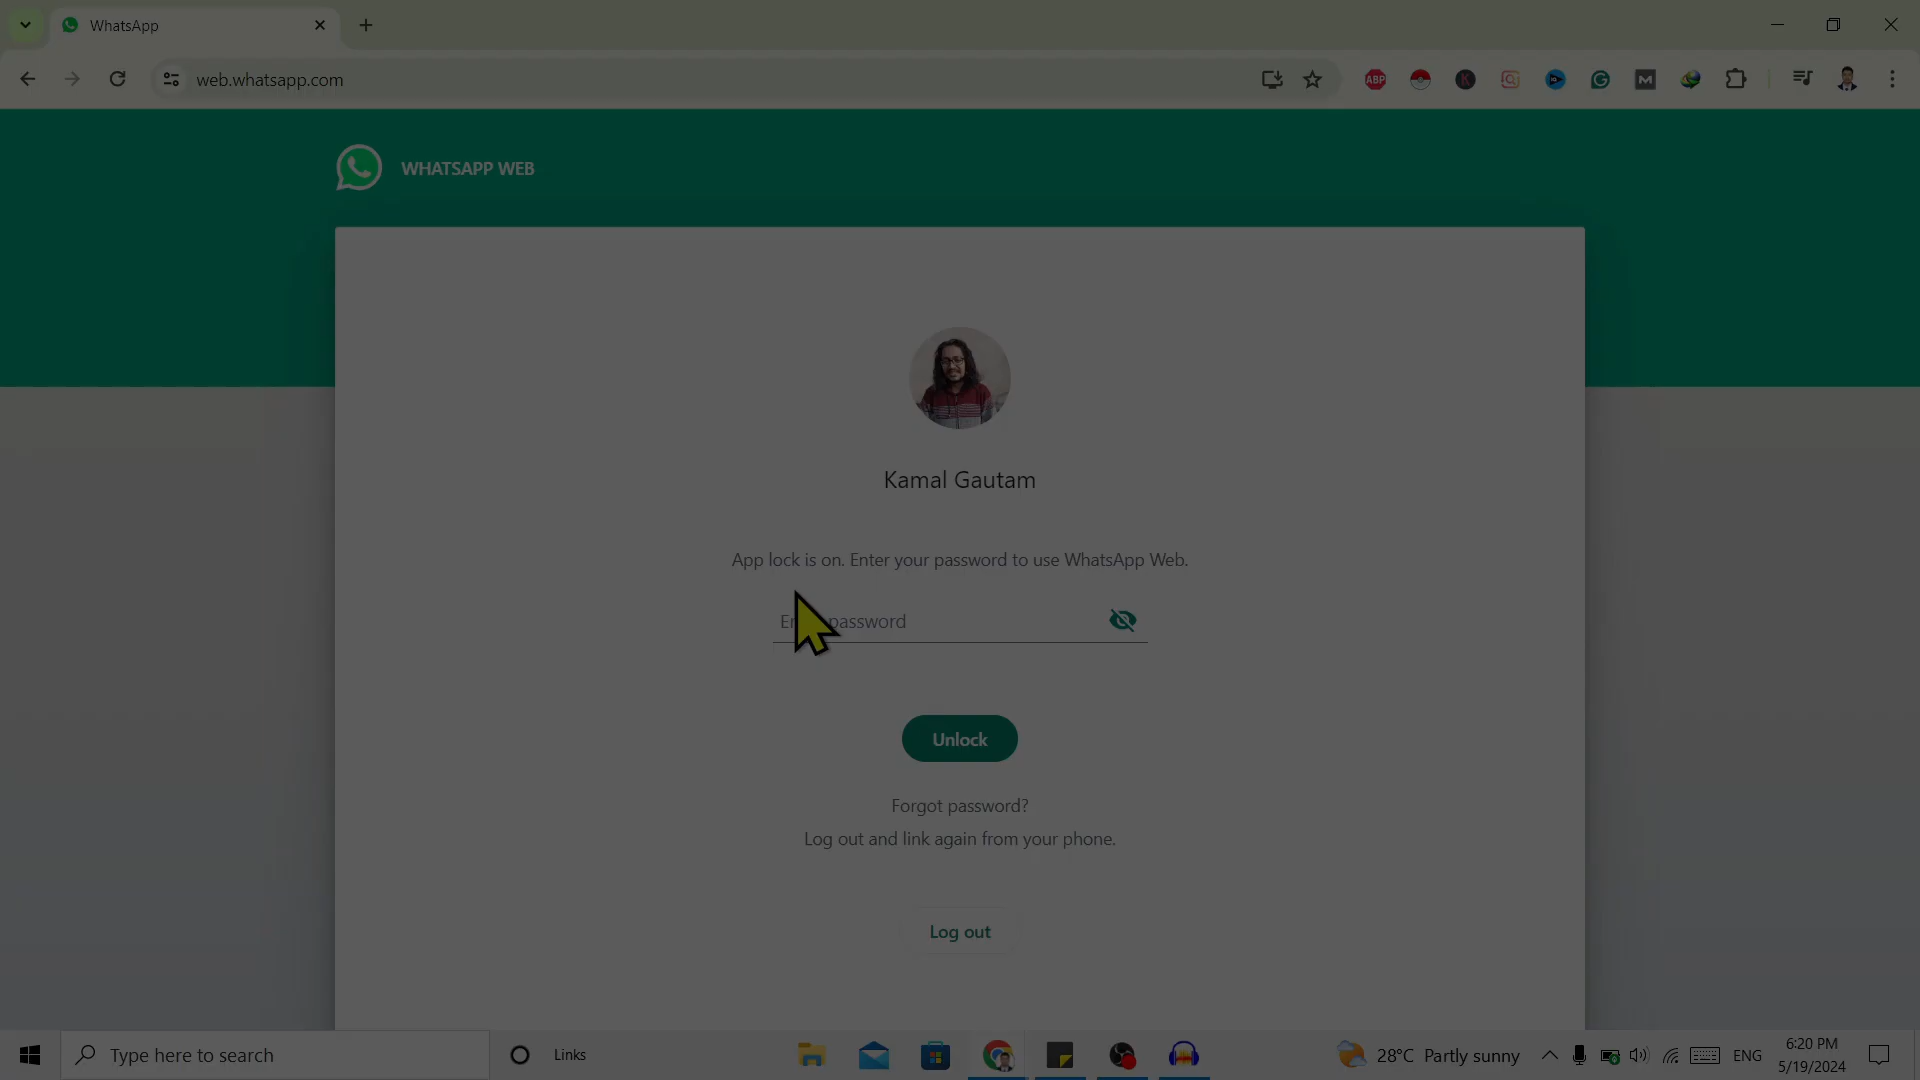 WhatsApp
web.whatsapp.com
ABP
WHATSAPP WEB
Kamal Gautam
App lock is on. Enter your password to use WhatsApp Web.
password
Unlock
Forgot password?
Log out and link again from your phone.
Log out
Type here to search
Links
28°C Partly sunny
ENG
6:20 PM
5/19/2024